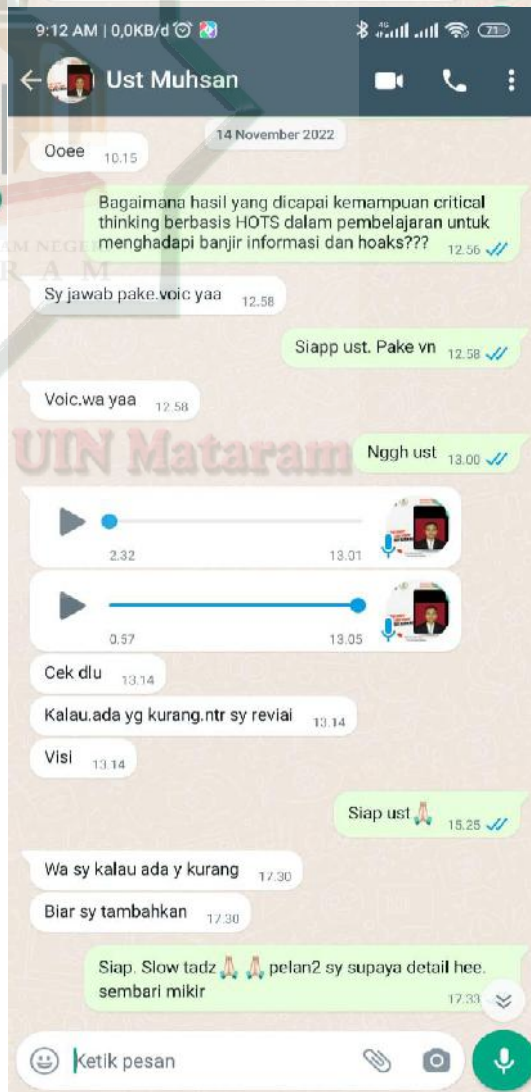 9:12 AM | 0,0KB/d
71
Ust Muhsan
14 November 2022
Ooee 10.15
Bagaimana hasil yang dicapai kemampuan critical
thinking berbasis HOTS dalam pembelajaran untuk
menghadapi banjir informasi dan hoaks??? 12.56
Sy jawab pake.voic yaa 12.58
Siapp ust. Pake vn 12.58
Voic.wa yaa 12.58
UIN Mataram
Nggh ust 13.00
2.32 13.01
0.57 13.05
Cek dlu 13.14
Kalau.ada yg kurang.ntr sy reviai 13.14
Visi 13.14
Siap ust🙏🏻 15.25
Wa sy kalau ada y kurang 17.30
Biar sy tambahkan 17.30
Siap. Slow tadz 🙏🏻 🙏🏻 pelan2 sy supaya detail hee.
sembari mikir 17.33
Ketik pesan